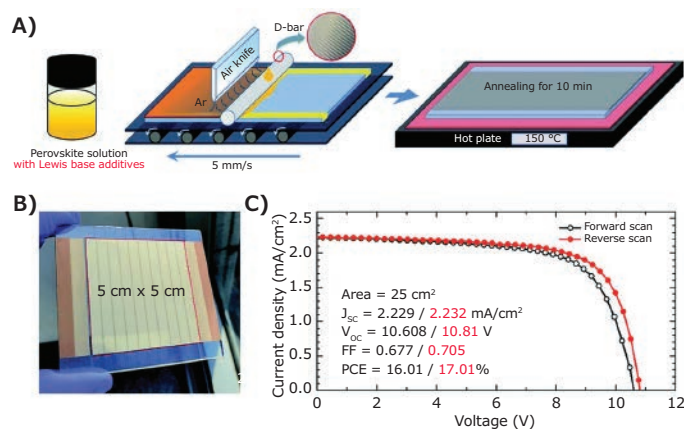 A)
D-bar
Air knife
Ar
Annealing for 10 min
Hot plate 150 °C
Perovskite solution
with Lewis base additives
5 mm/s
B)
5 cm x 5 cm
C)
Current density (mA/cm²)
2.5
2.0
1.5
1.0
0.5
0.0
Forward scan
Reverse scan
Area = 25 cm²
J_SC = 2.229 / 2.232 mA/cm²
V_OC = 10.608 / 10.81 V
FF = 0.677 / 0.705
PCE = 16.01 / 17.01%
0 2 4 6 8 10 12
Voltage (V)